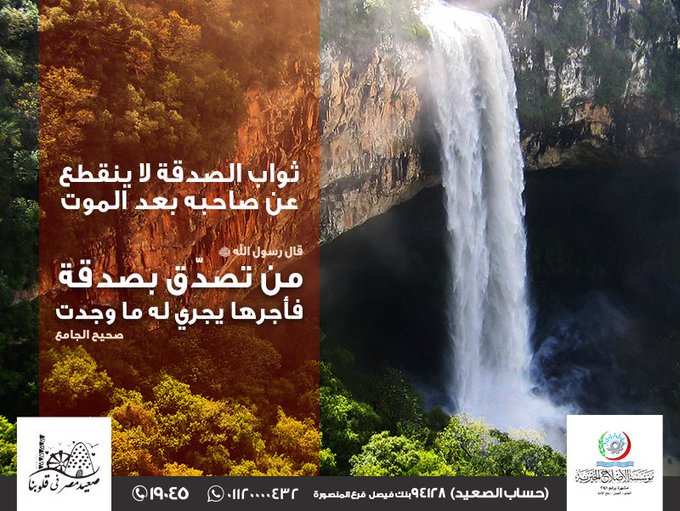 ثواب الصدقة لا ينقطع
عن صاحبه بعد الموت
قال رسول الله ﷺ
من تصدّق بصدقة
فأجرها يجري له ما وجدت
صحيح الجامع
صعيد مصر في قلوبنا
مؤسسة الإصلاح الخيرية
(حساب الصعيد) ٩٤١٢٨ بنك فيصل فرع المنصورة
٠١١٢٠٠٠٠٤٣٢
١٩٠٤٥